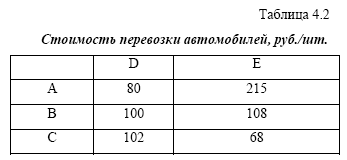 Таблица 4.2
Стоимость перевозки автомобилей, руб./шт.
D E
A 80 215
B 100 108
C 102 68